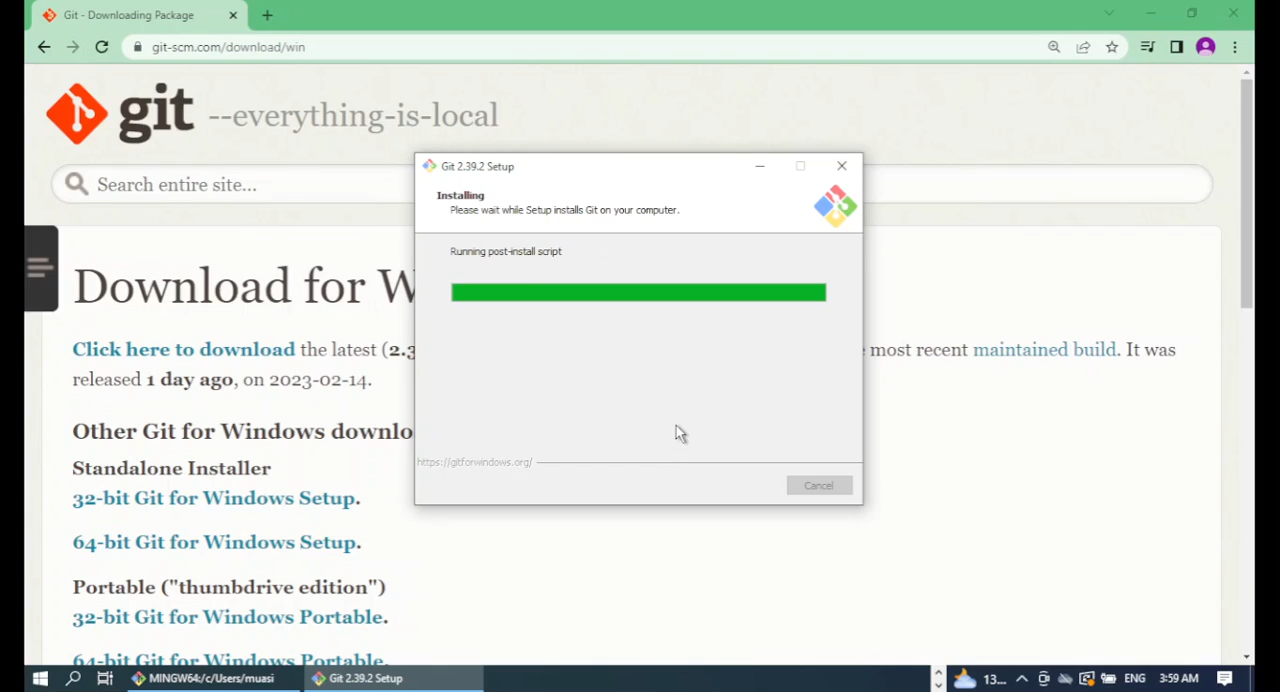 Git - Downloading Package
git-scm.com/download/win
git --everything-is-local
Search entire site...
Git 2.39.2 Setup
Installing
Please wait while Setup installs Git on your computer.
Running post-install script
https://gitforwindows.org/
Cancel
Download for W
Click here to download the latest (2.3
most recent maintained build. It was
released 1 day ago, on 2023-02-14.
Other Git for Windows downlo
Standalone Installer
32-bit Git for Windows Setup.
64-bit Git for Windows Setup.
Portable ("thumbdrive edition")
32-bit Git for Windows Portable.
64-bit Git for Windows Portable.
MINGW64:/c/Users/muasi
Git 2.39.2 Setup
13...
ENG
3:59 AM